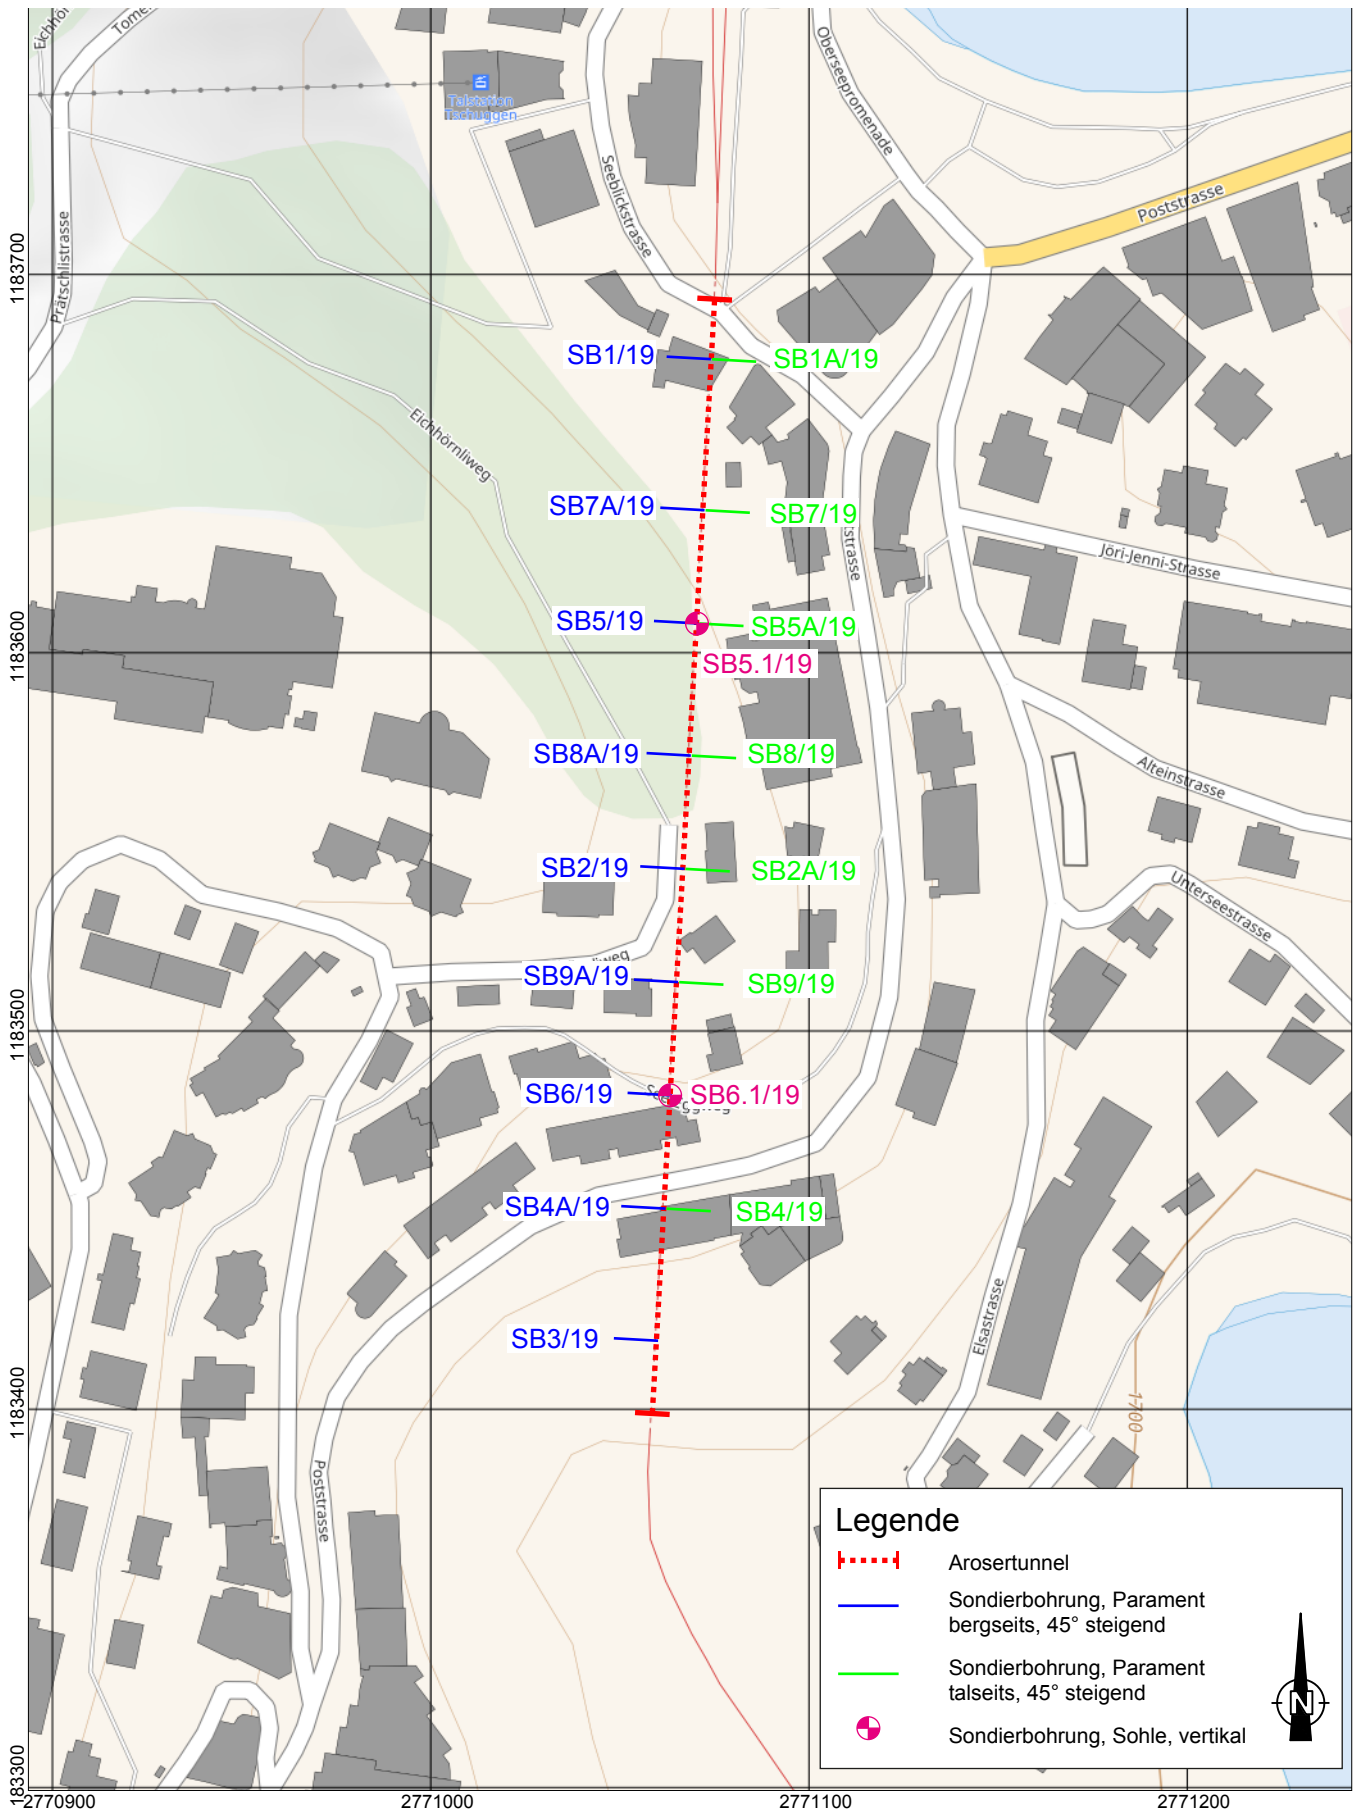 Eichhö
Tome
Talstation
Tschuggen
Oberseepromenade
Seeblickstrasse
Poststrasse
Prätschlistrasse
1183700
SB1/19
SB1A/19
Eichhörnliweg
SB7A/19
SB7/19
strasse
Jöri-Jenni-Strasse
SB5/19
SB5A/19
1183600
SB5.1/19
SB8A/19
SB8/19
Alteinstrasse
SB2/19
SB2A/19
Unterseestrasse
iweg
SB9A/19
SB9/19
1183500
SB6/19
SB6.1/19
SB4A/19
SB4/19
Elsastrasse
SB3/19
1183400
1700
Poststrasse
Legende
Arosertunnel
Sondierbohrung, Parament
bergseits, 45° steigend
Sondierbohrung, Parament
talseits, 45° steigend
N
Sondierbohrung, Sohle, vertikal
1183300
2770900
2771000
2771100
2771200